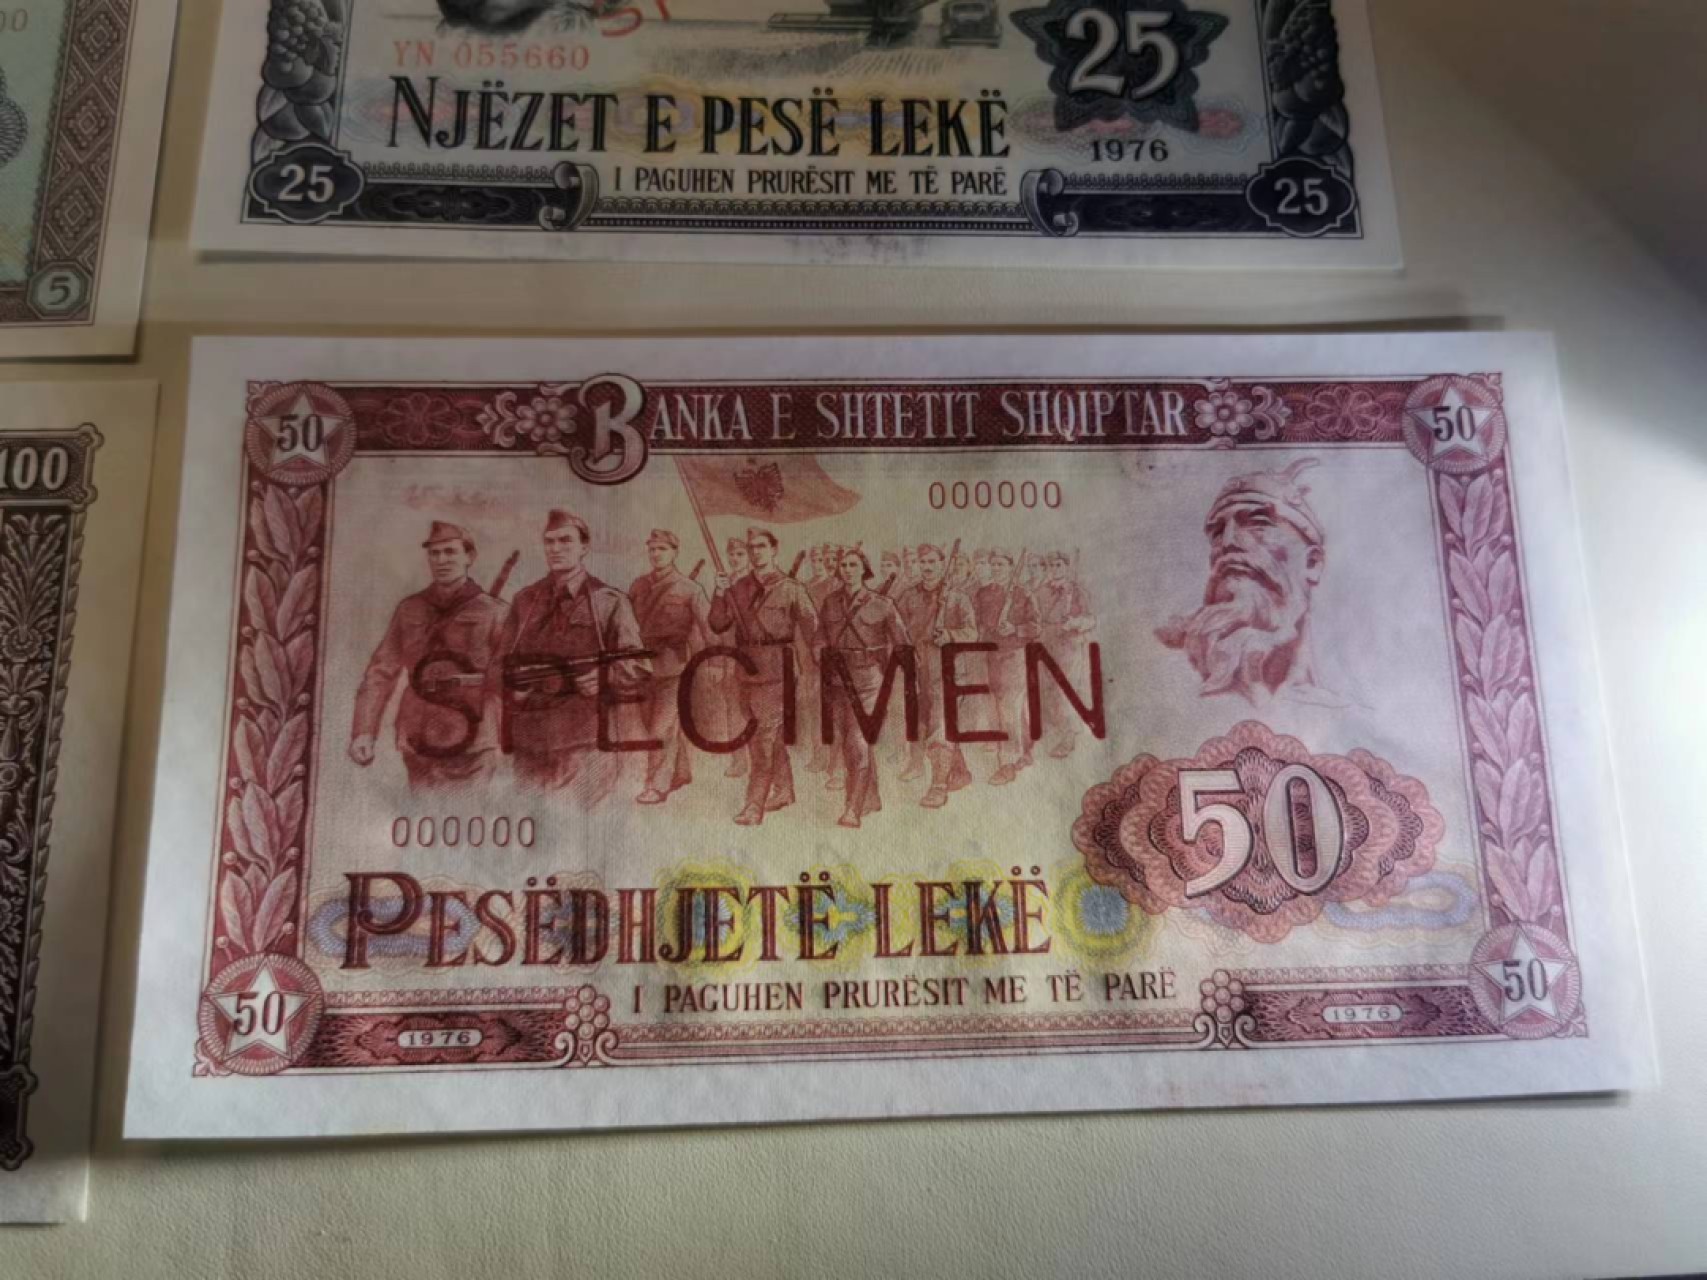 YN 055660
25
NJËZET E PESË LEKË
1976
I PAGUHEN PRURËSIT ME TË PARË
25
25
5
100
50
BANKA E SHTETIT SHQIPTAR
50
000000
SPECIMEN
50
000000
PESËDHJETË LEKË
I PAGUHEN PRURËSIT ME TË PARË
50
1976
1976
50